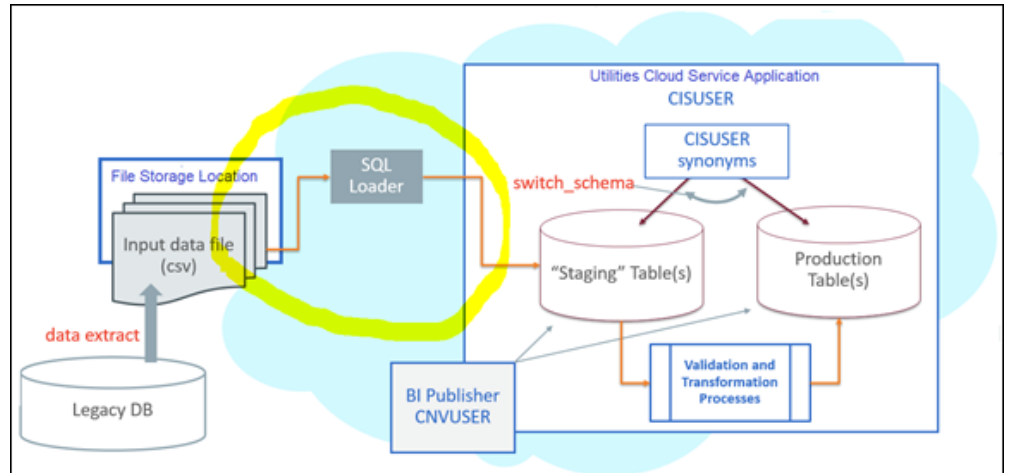 Utilities Cloud Service Application
CISUSER
CISUSER
synonyms
File Storage Location
SQL
Loader
switch_schema
Input data file
(csv)
"Staging" Table(s)
Production
Table(s)
data extract
Legacy DB
BI Publisher
CNVUSER
Validation and
Transformation
Processes